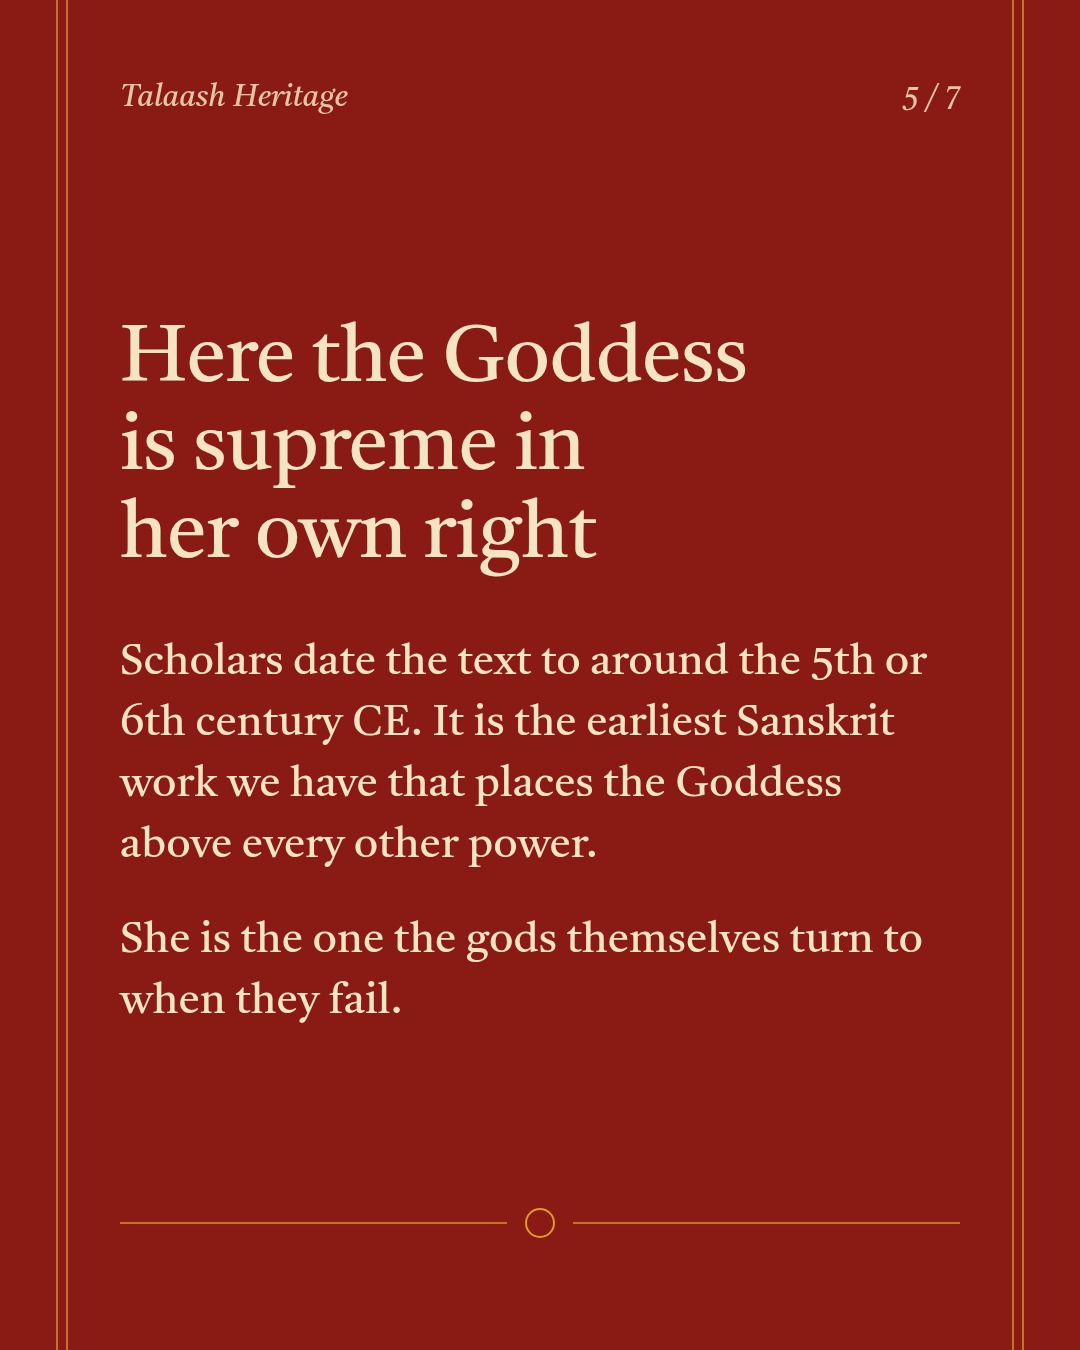 Talaash Heritage
5 / 7
Here the Goddess
is supreme in
her own right
Scholars date the text to around the 5th or
6th century CE. It is the earliest Sanskrit
work we have that places the Goddess
above every other power.
She is the one the gods themselves turn to
when they fail.